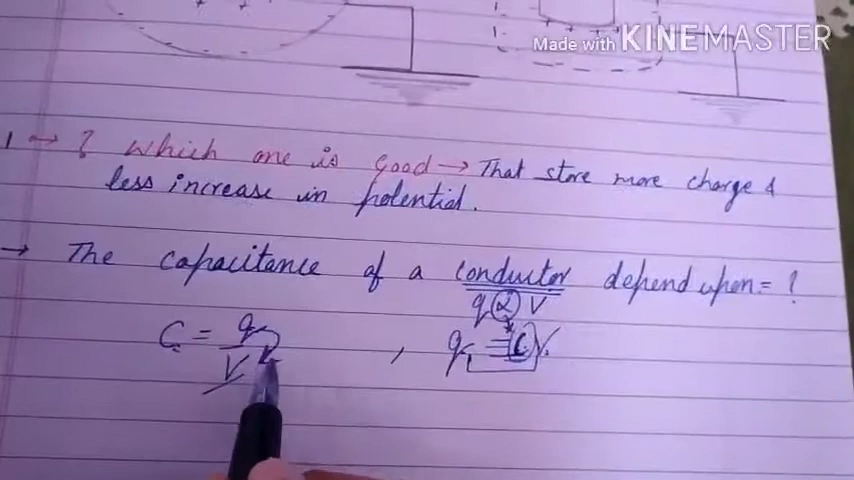 Made with KINEMASTER
1 → ? Which one is good → That store more charge &
less increase in potential.
→ The capacitance of a conductor depend upon = ?
q α V
C = q/V , q = C V.